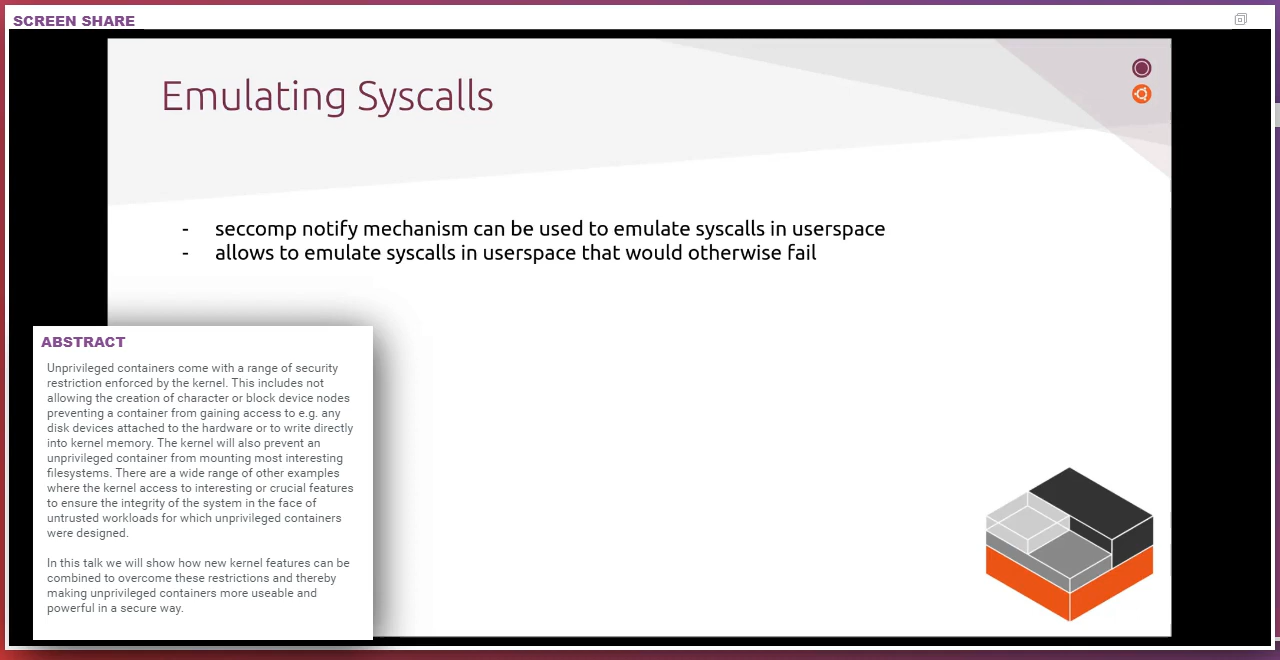 SCREEN SHARE
Emulating Syscalls
- seccomp notify mechanism can be used to emulate syscalls in userspace
- allows to emulate syscalls in userspace that would otherwise fail
ABSTRACT
Unprivileged containers come with a range of security
restriction enforced by the kernel. This includes not
allowing the creation of character or block device nodes
preventing a container from gaining access to e.g. any
disk devices attached to the hardware or to write directly
into kernel memory. The kernel will also prevent an
unprivileged container from mounting most interesting
filesystems. There are a wide range of other examples
where the kernel access to interesting or crucial features
to ensure the integrity of the system in the face of
untrusted workloads for which unprivileged containers
were designed.
In this talk we will show how new kernel features can be
combined to overcome these restrictions and thereby
making unprivileged containers more useable and
powerful in a secure way.